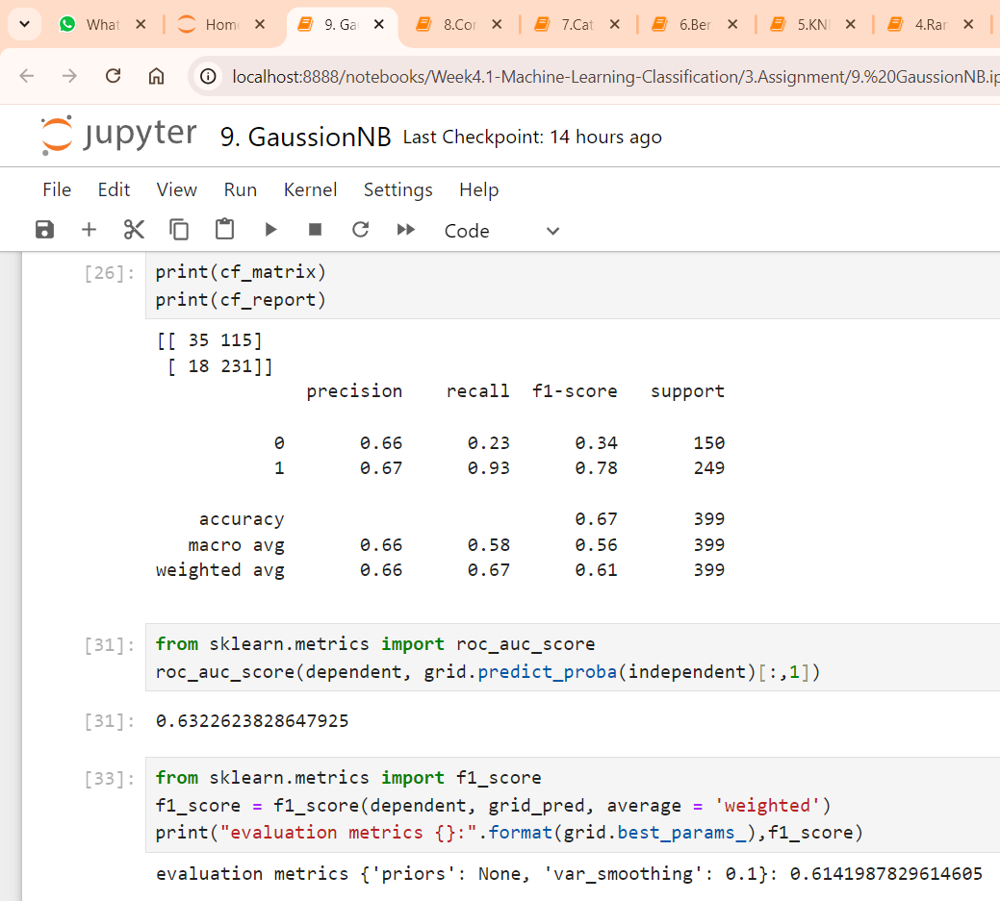 What
Home
9. Ga
8.Cor
7.Cat
6.Ber
5.KN
4.Rar
localhost:8888/notebooks/Week4.1-Machine-Learning-Classification/3.Assignment/9.%20GaussionNB.ip
jupyter 9. GaussionNB Last Checkpoint: 14 hours ago
File Edit View Run Kernel Settings Help
Code
[26]: print(cf_matrix)
print(cf_report)
[[ 35 115]
[ 18 231]]
precision recall f1-score support
0 0.66 0.23 0.34 150
1 0.67 0.93 0.78 249
accuracy 0.67 399
macro avg 0.66 0.58 0.56 399
weighted avg 0.66 0.67 0.61 399
[31]: from sklearn.metrics import roc_auc_score
roc_auc_score(dependent, grid.predict_proba(independent)[:,1])
[31]: 0.6322623828647925
[33]: from sklearn.metrics import f1_score
f1_score = f1_score(dependent, grid_pred, average = 'weighted')
print("evaluation metrics {}:".format(grid.best_params_),f1_score)
evaluation metrics {'priors': None, 'var_smoothing': 0.1}: 0.6141987829614605